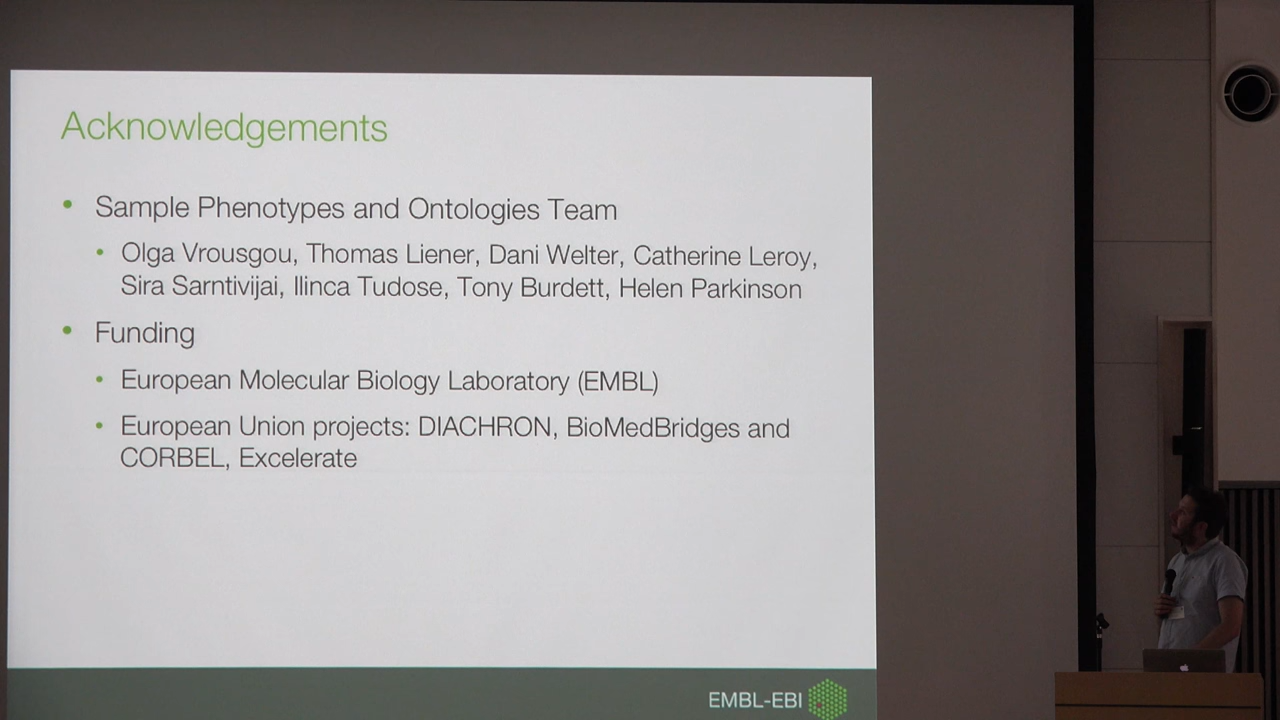 Acknowledgements
• Sample Phenotypes and Ontologies Team
• Olga Vrousgou, Thomas Liener, Dani Welter, Catherine Leroy,
Sira Sarntivijai, Ilinca Tudose, Tony Burdett, Helen Parkinson
• Funding
• European Molecular Biology Laboratory (EMBL)
• European Union projects: DIACHRON, BioMedBridges and
CORBEL, Excelerate
EMBL-EBI